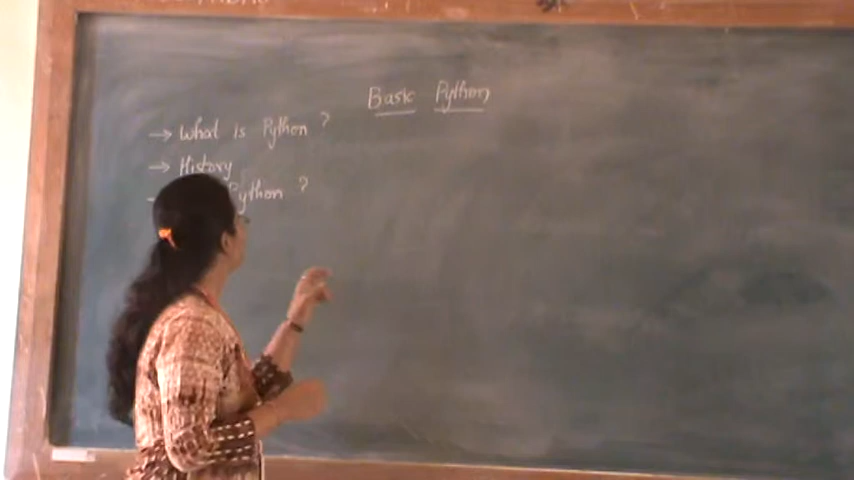 Basic Python
→ What is Python ?
→ History
Python ?